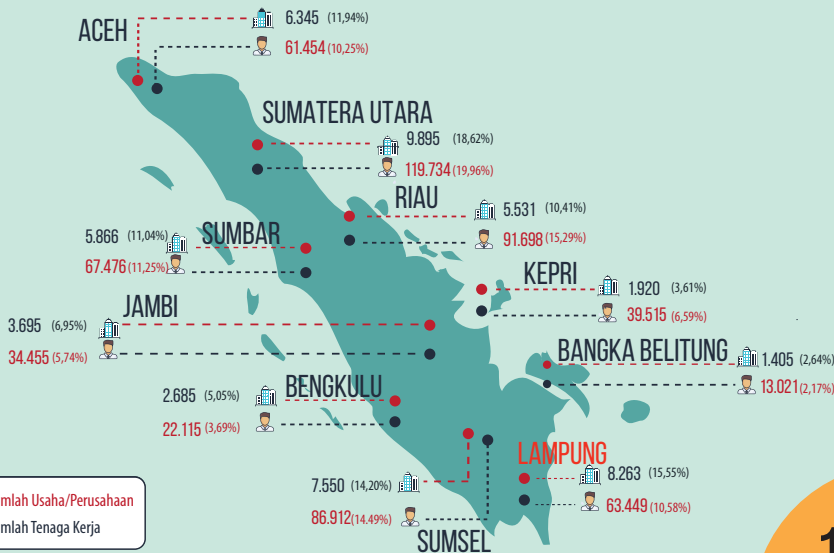 ACEH
6.345 (11,94%)
61.454 (10,25%)
SUMATERA UTARA
9.895 (18,62%)
119.734 (19,96%)
RIAU
5.531 (10,41%)
91.698 (15,29%)
SUMBAR
5.866 (11,04%)
67.476 (11,25%)
KEPRI
1.920 (3,61%)
39.515 (6,59%)
JAMBI
3.695 (6,95%)
34.455 (5,74%)
BANGKA BELITUNG
1.405 (2,64%)
13.021 (2,17%)
BENGKULU
2.685 (5,05%)
22.115 (3,69%)
LAMPUNG
8.263 (15,55%)
63.449 (10,58%)
7.550 (14,20%)
86.912 (14.49%)
SUMSEL
mlah Usaha/Perusahaan
mlah Tenaga Kerja
1